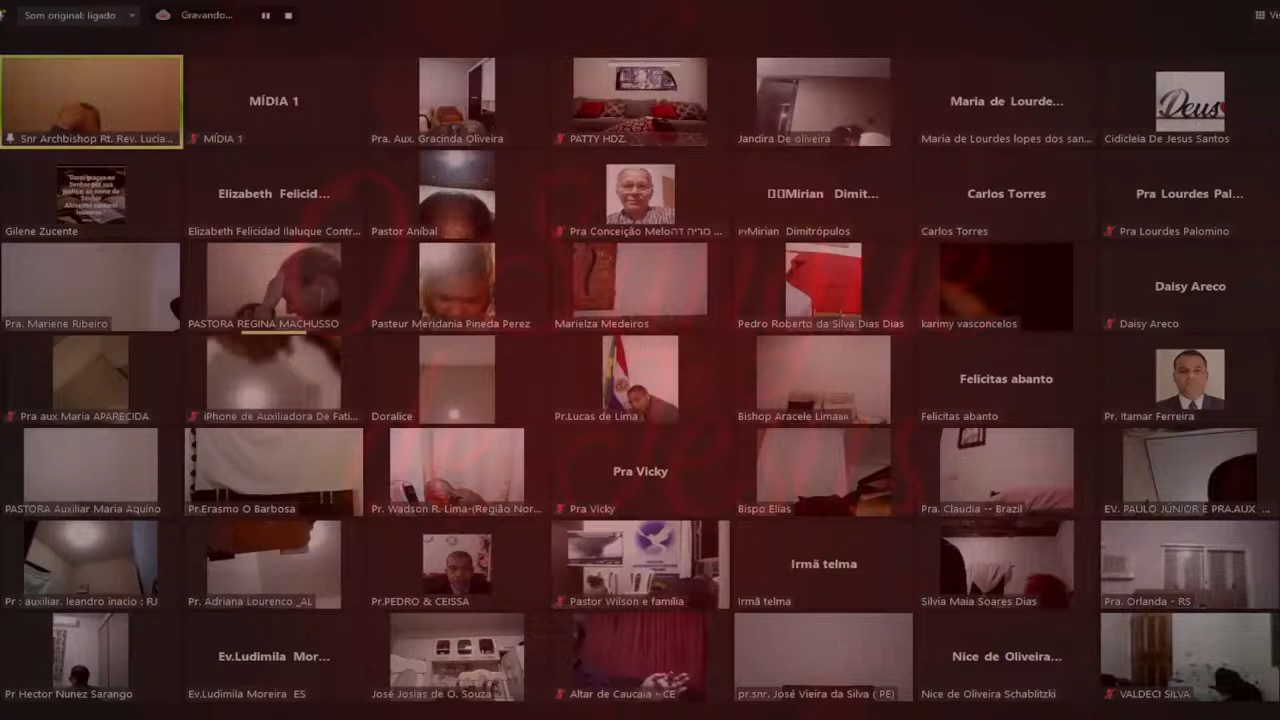 Som original: ligado
Gravando...
Snr Archbishop Rt. Rev. Lucia...
MÍDIA 1
MÍDIA 1
Pra. Aux. Gracinda Oliveira
PATTY HDZ.
Jandira De oliveira
Maria de Lourde...
Maria de Lourdes lopes dos san...
Deus
Cidicleia De Jesus Santos
Gilene Zucente
Elizabeth Felicid...
Elizabeth Felicidad Ilaluque Contr...
Pastor Aníbal
Pra Conceição Meloמריה דה ...
Mirian Dimit...
Mirian Dimitrópulos
Carlos Torres
Carlos Torres
Pra Lourdes Pal...
Pra Lourdes Palomino
Pra. Mariene Ribeiro
PASTORA REGINA MACHUSSO
Pasteur Meridania Pineda Perez
Marielza Medeiros
Pedro Roberto da Silva Dias Dias
karimy vasconcelos
Daisy Areco
Daisy Areco
Pra aux Maria APARECIDA
iPhone de Auxiliadora De Fati...
Doralice
Pr.Lucas de Lima
Bishop Aracele Lima
Felicitas abanto
Felicitas abanto
Pr. Itamar Ferreira
PASTORA Auxiliar Maria Aquino
Pr.Erasmo O Barbosa
Pr. Wadson R. Lima-(Região Nor...
Pra Vicky
Pra Vicky
Bispo Elias
Pra. Claudia -- Brazil
EV. PAULO JÚNIOR E PRA.AUX ...
Pr : auxiliar. leandro inacio : RJ
Pr. Adriana Lourenco _AL
Pr.PEDRO & CEISSA
Pastor Wilson e família
Irmã telma
Irmã telma
Silvia Maia Soares Dias
Pra. Orlanda - RS
Pr Hector Nunez Sarango
Ev.Ludimila Mor...
Ev.Ludimila Moreira ES
José Josias de O. Souza
Altar de Caucaia - CE
pr.snr. José Vieira da Silva ( PE)
Nice de Oliveira...
Nice de Oliveira Schablitzki
VALDECI SILVA